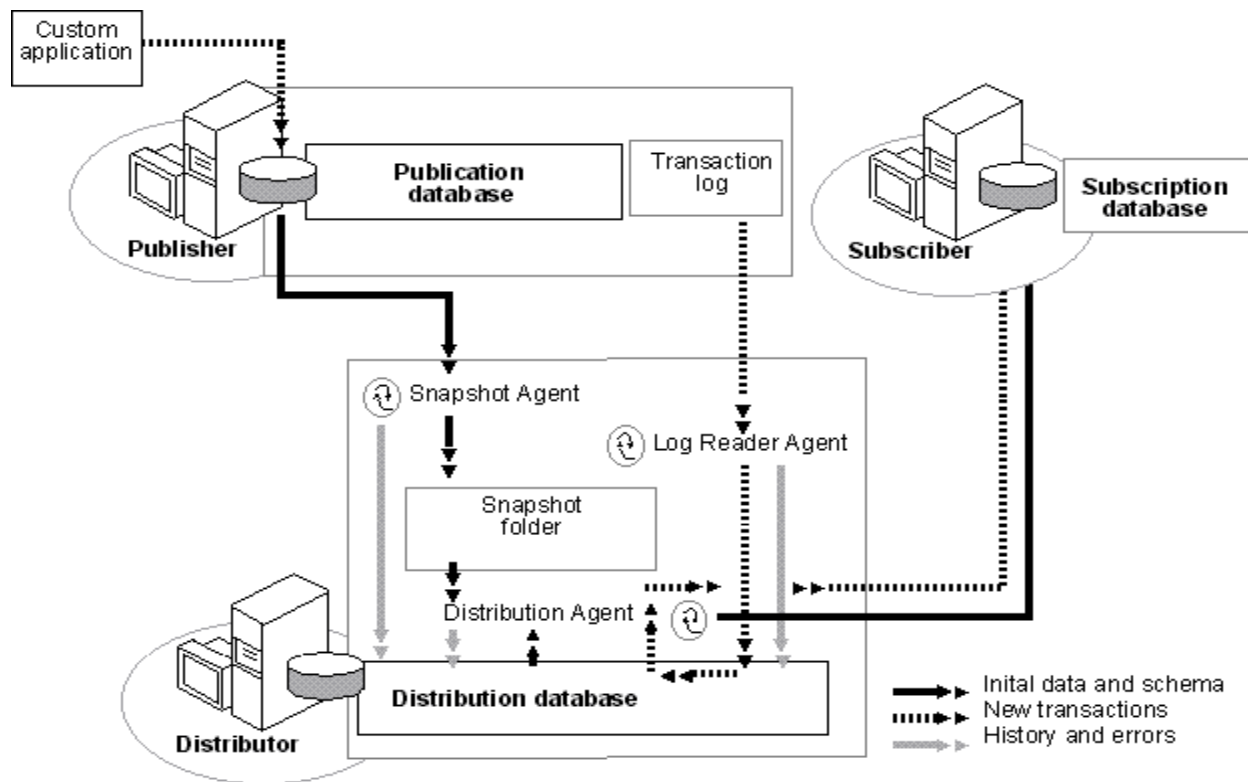 Custom
application
Publication
database
Transaction
log
Publisher
Subscription
database
Subscriber
Snapshot Agent
Log Reader Agent
Snapshot
folder
Distribution Agent
Distribution database
Distributor
Inital data and schema
New transactions
History and errors